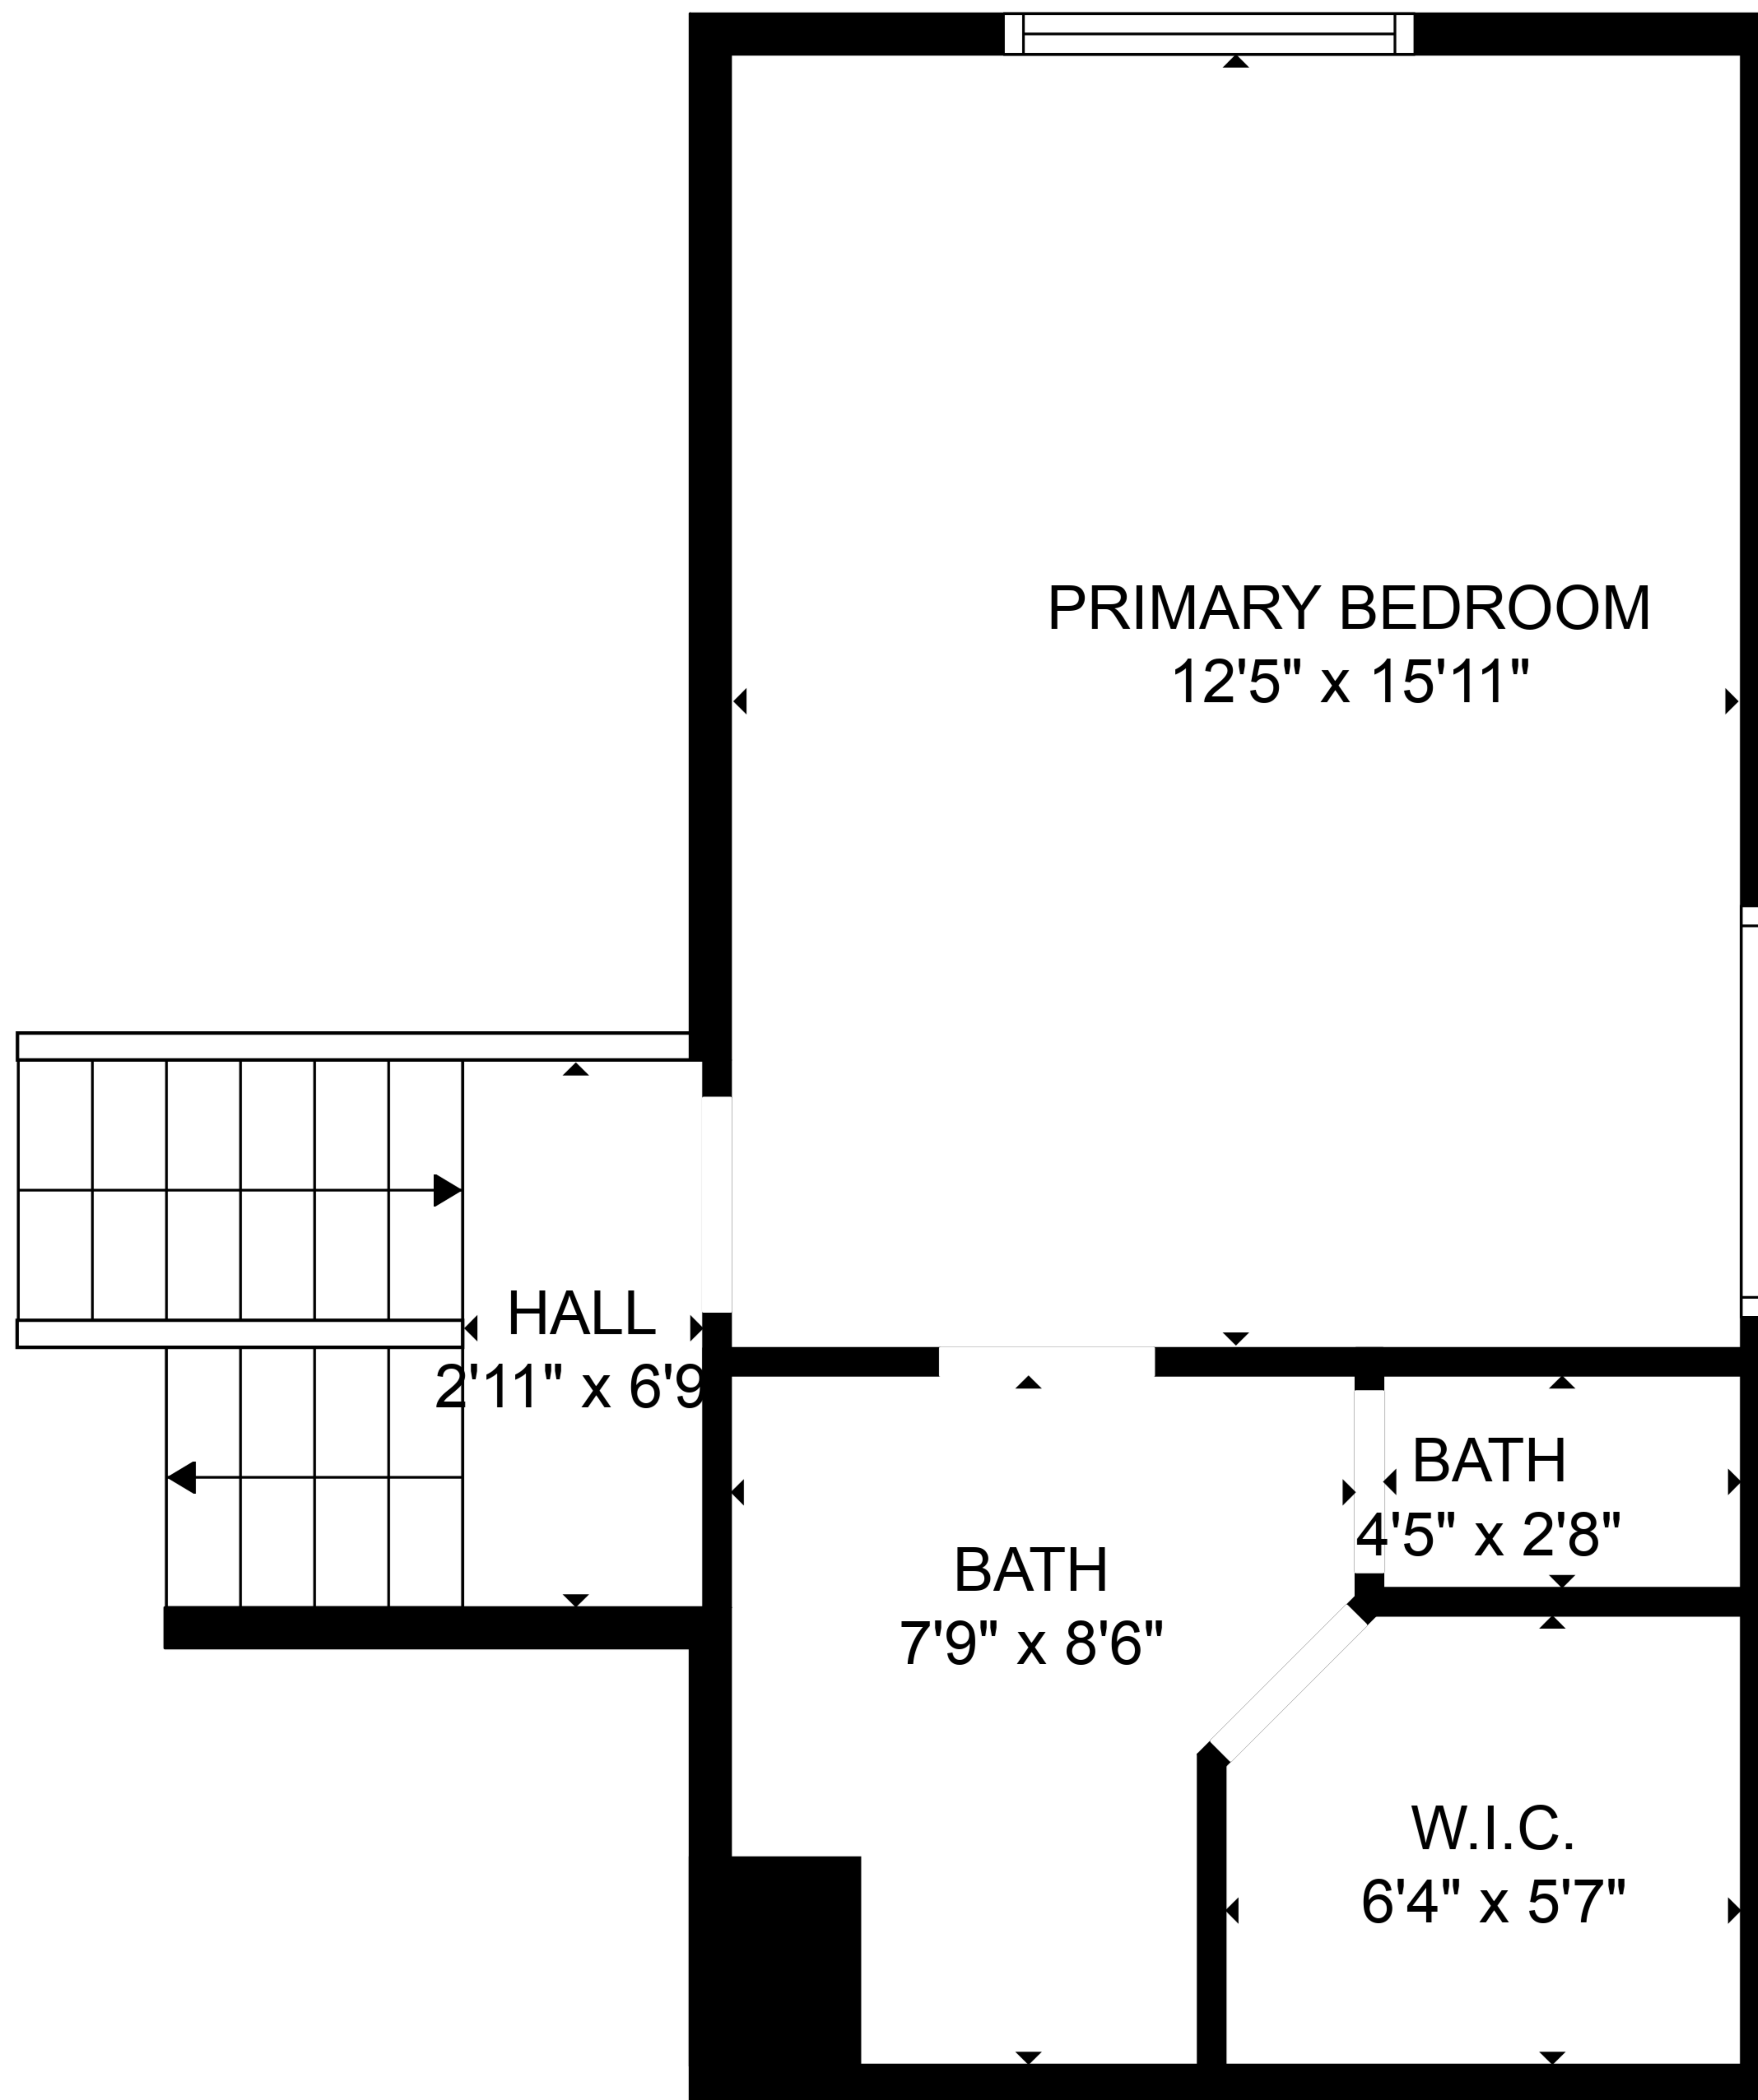 PRIMARY BEDROOM
12'5" x 15'11"
HALL
2'11" x 6'9
BATH
4'5" x 2'8"
BATH
7'9" x 8'6"
W.I.C.
6'4" x 5'7"